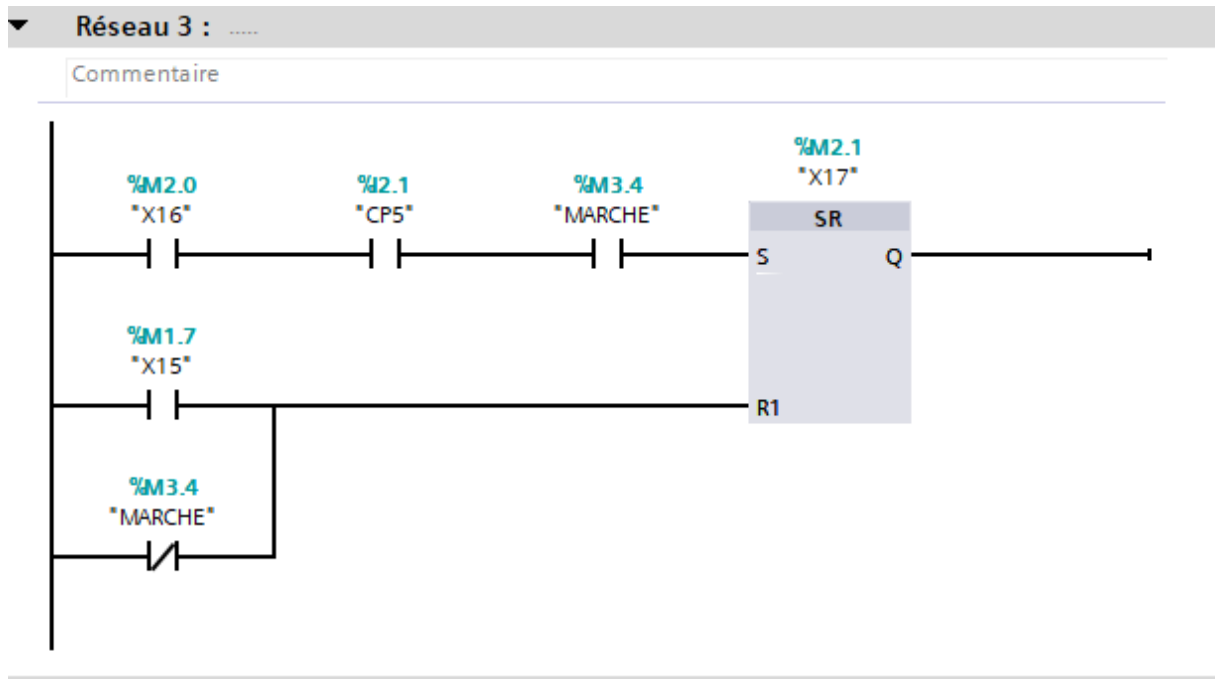 Réseau 3 : .....
Commentaire
%M2.1
"X17"
%M2.0 %I2.1 %M3.4
"X16" "CP5" "MARCHE"
SR
S Q
%M1.7
"X15"
R1
%M3.4
"MARCHE"